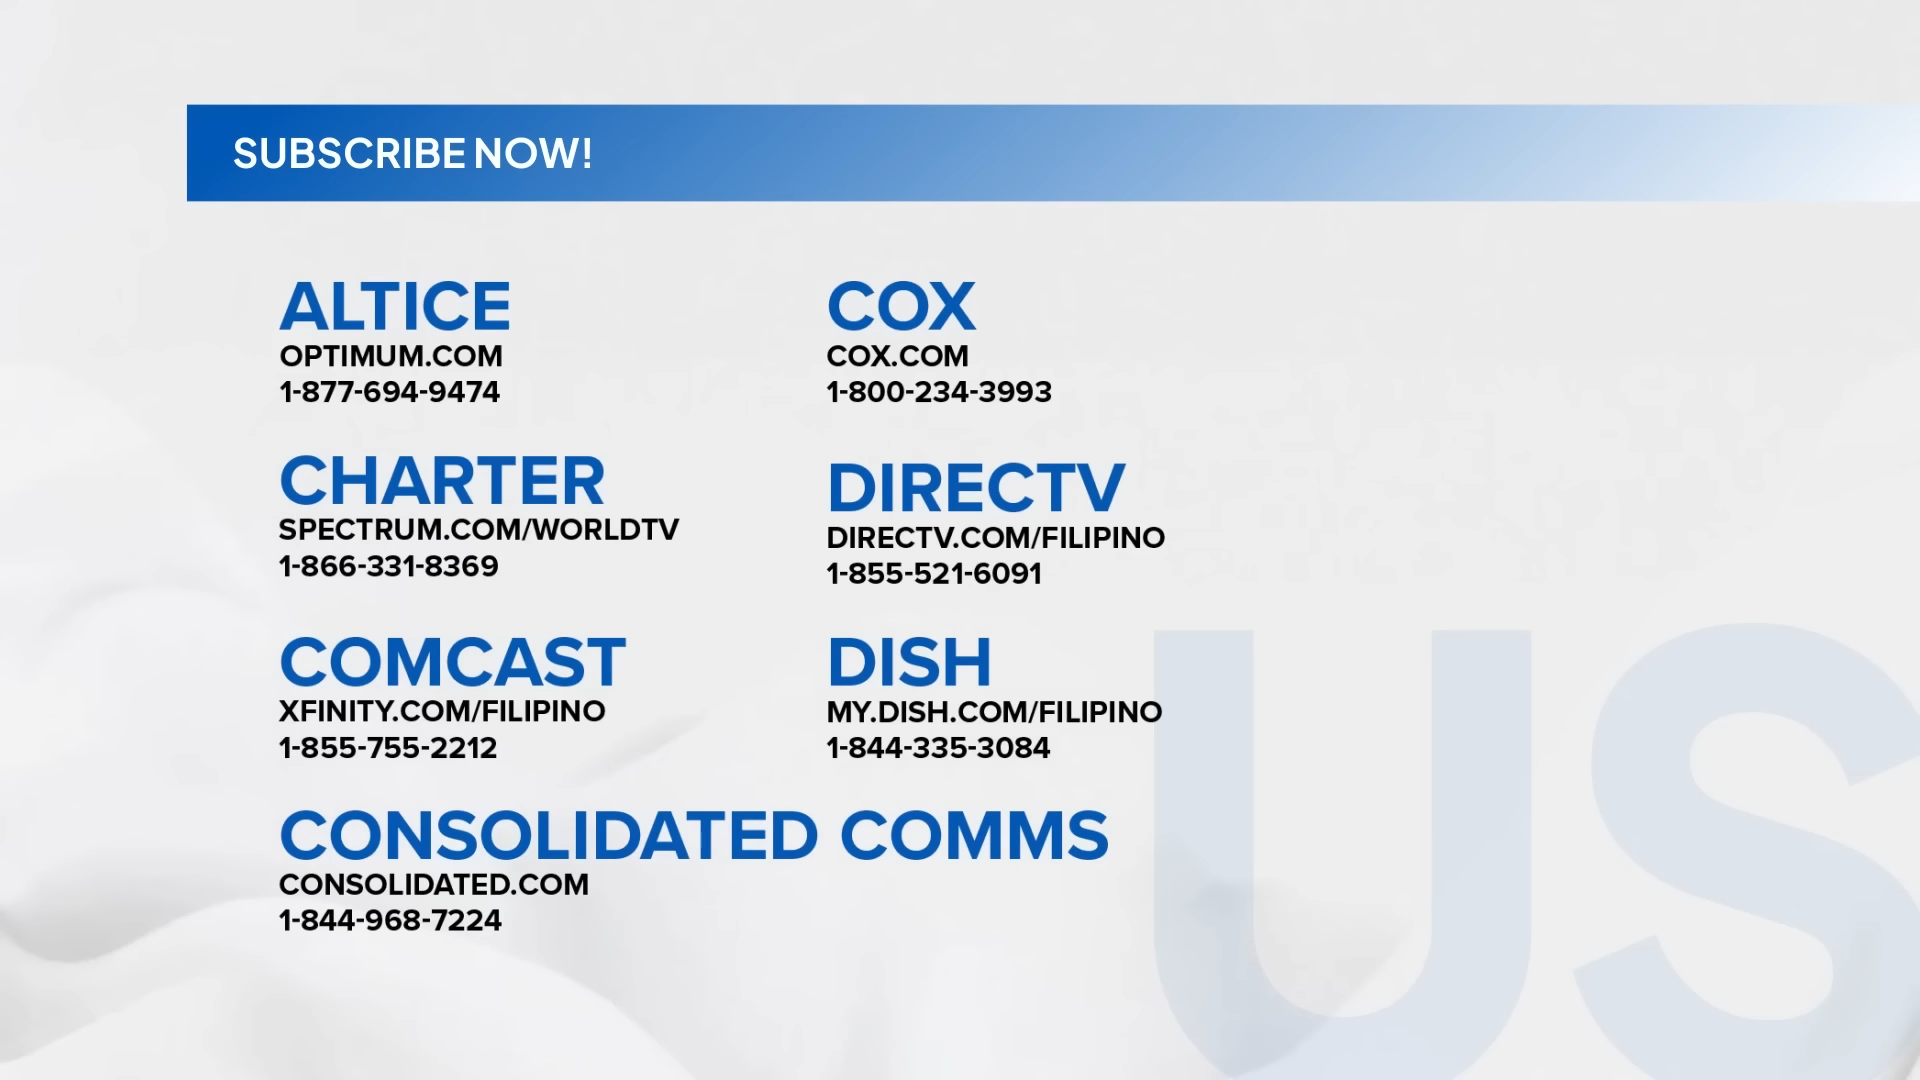 SUBSCRIBE NOW!
ALTICE
OPTIMUM.COM
1-877-694-9474
CHARTER
SPECTRUM.COM/WORLDTV
1-866-331-8369
COMCAST
XFINITY.COM/FILIPINO
1-855-755-2212
CONSOLIDATED COMMS
CONSOLIDATED.COM
1-844-968-7224
COX
COX.COM
1-800-234-3993
DIRECTV
DIRECTV.COM/FILIPINO
1-855-521-6091
DISH
MY.DISH.COM/FILIPINO
1-844-335-3084
US